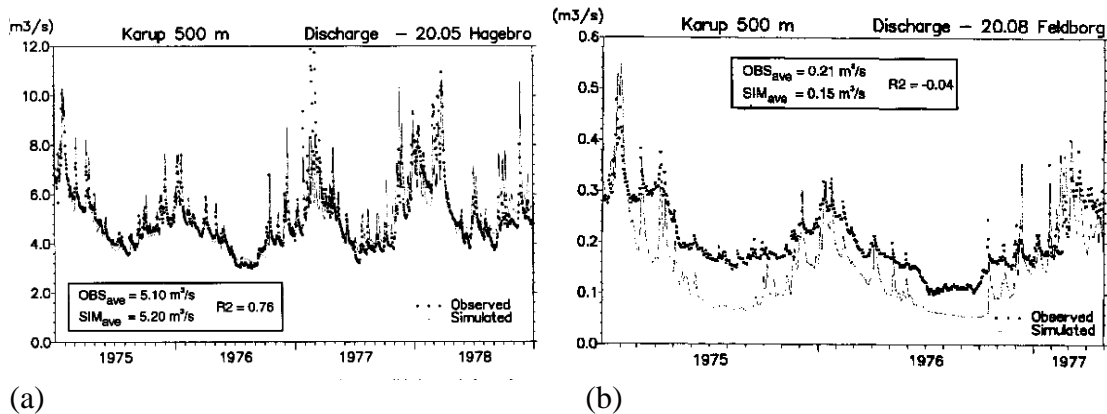 (m3/s)
Karup 500 m Discharge – 20.05 Hagebro
12.0
10.0
8.0
6.0
4.0
2.0
0.0
OBSave = 5.10 m³/s
SIMave = 5.20 m³/s
R2 = 0.76
Observed
Simulated
1975 1976 1977 1978
(a)
(m3/s)
Karup 500 m Discharge – 20.08 Feldborg
0.6
0.5
0.4
0.3
0.2
0.1
0.0
OBSave = 0.21 m³/s
SIMave = 0.15 m³/s
R2 = -0.04
Observed
Simulated
1975 1976 1977
(b)